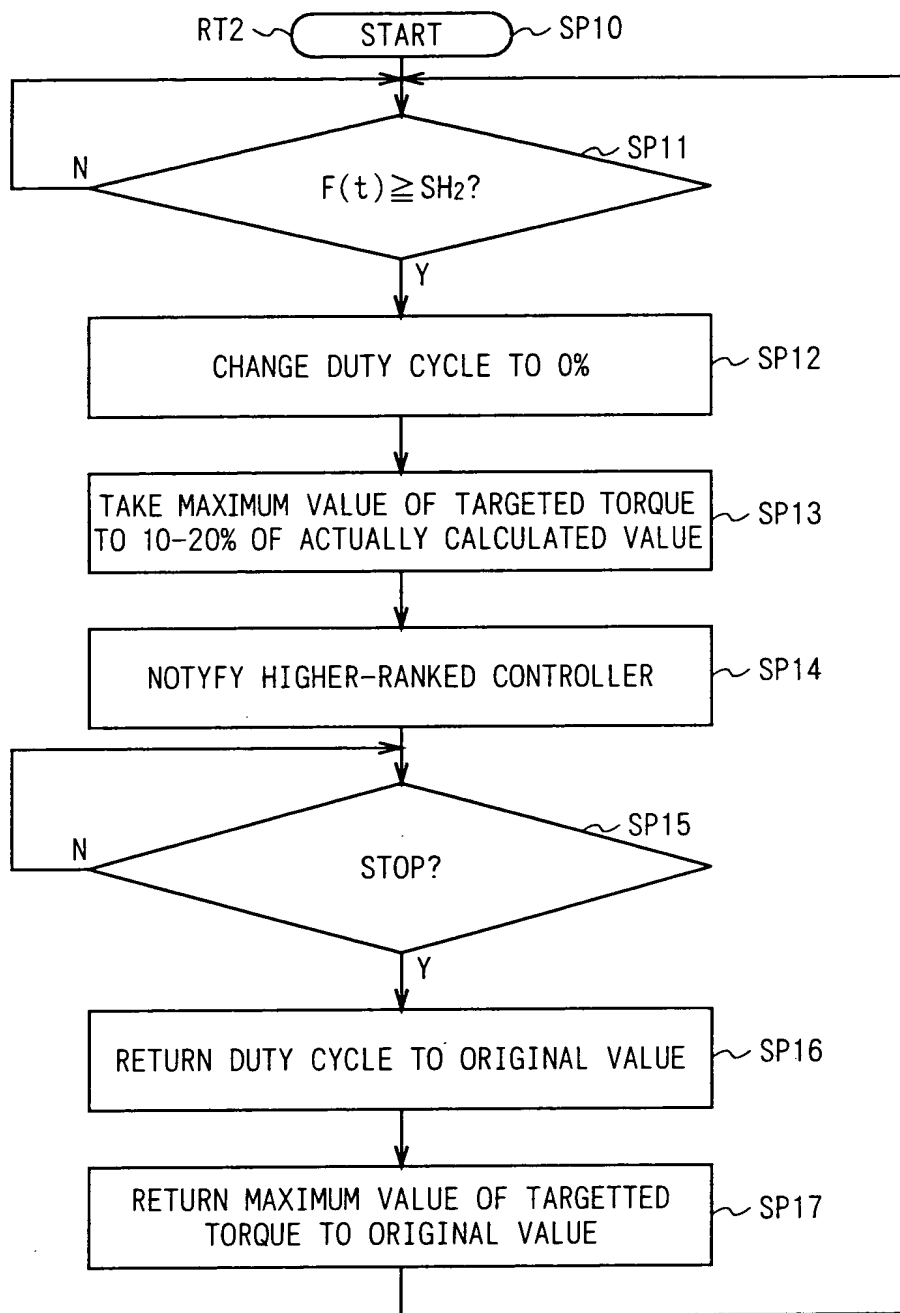 RT2 START SP10
SP11
N
F(t)≧SH2?
Y
CHANGE DUTY CYCLE TO 0% SP12
TAKE MAXIMUM VALUE OF TARGETED TORQUE
TO 10-20% OF ACTUALLY CALCULATED VALUE
SP13
NOTYFY HIGHER-RANKED CONTROLLER SP14
SP15
N
STOP?
Y
RETURN DUTY CYCLE TO ORIGINAL VALUE SP16
RETURN MAXIMUM VALUE OF TARGETTED
TORQUE TO ORIGINAL VALUE
SP17